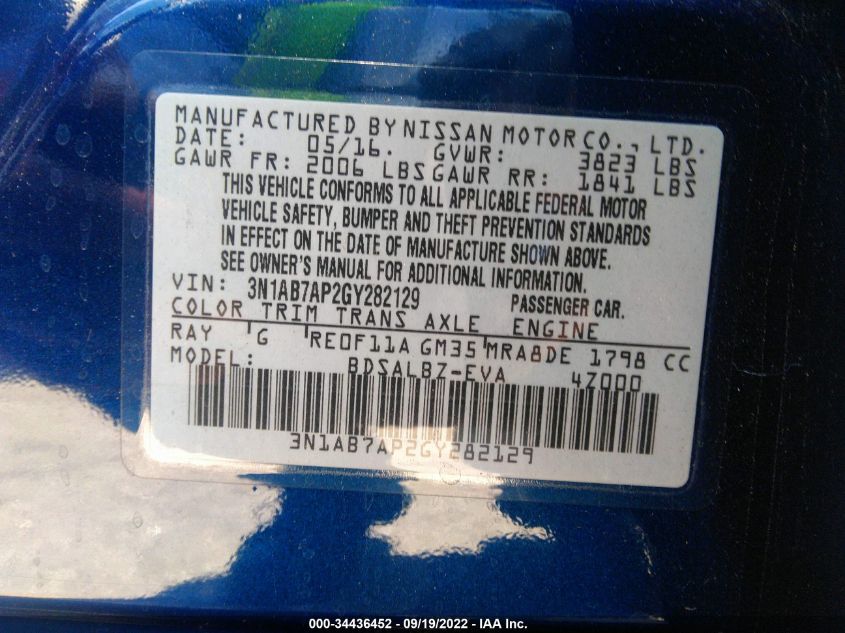 MANUFACTURED BY NISSAN MOTOR CO., LTD.
DATE: 05/16. GVWR: 3823 LBS
GAWR FR: 2006 LBS GAWR RR: 1841 LBS
THIS VEHICLE CONFORMS TO ALL APPLICABLE FEDERAL MOTOR
VEHICLE SAFETY, BUMPER AND THEFT PREVENTION STANDARDS
IN EFFECT ON THE DATE OF MANUFACTURE SHOWN ABOVE.
SEE OWNER'S MANUAL FOR ADDITIONAL INFORMATION.
VIN: 3N1AB7AP2GY282129 PASSENGER CAR.
COLOR TRIM TRANS AXLE ENGINE
RAY G RE0F11A GM35 MRA8DE 1798 CC
MODEL: BDSALBZ-EVA 4Z000
3N1AB7AP2GY282129
000-34436452 - 09/19/2022 - IAA Inc.